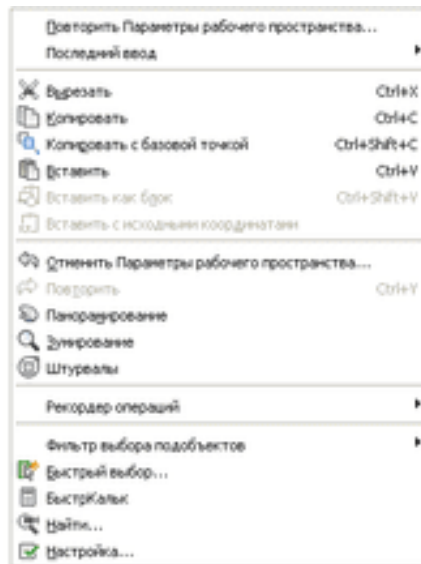 Повторить Параметры рабочего пространства...
Последний ввод
Вырезать Ctrl+X
Копировать Ctrl+C
Копировать с базовой точкой Ctrl+Shift+C
Вставить Ctrl+V
Вставить как блок Ctrl+Shift+V
Вставить с исходными координатами
Отменить Параметры рабочего пространства...
Повторить Ctrl+Y
Панорамирование
Зумирование
Штурвалы
Рекордер операций
Фильтр выбора подобъектов
Быстрый выбор...
БыстрКальк
Найти...
Настройка...